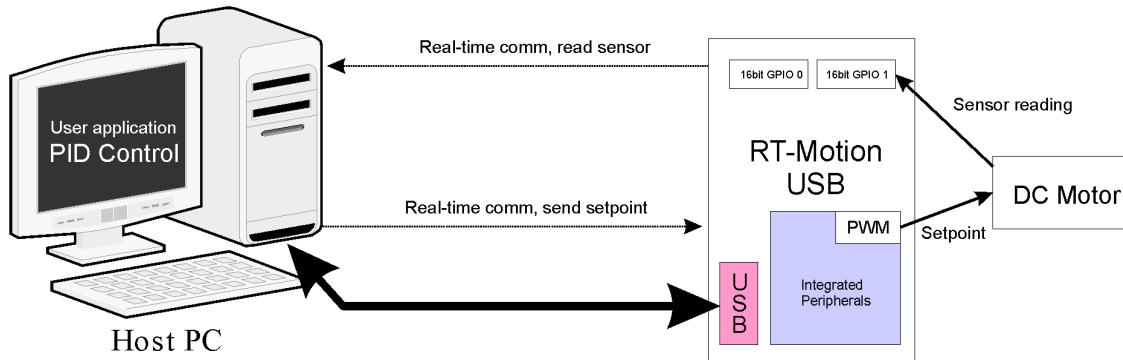 Real-time comm, read sensor
16bit GPIO 0
16bit GPIO 1
Sensor reading
User application
PID Control
RT-Motion
USB
DC Motor
Real-time comm, send setpoint
PWM
Setpoint
USB
Integrated
Peripherals
Host PC